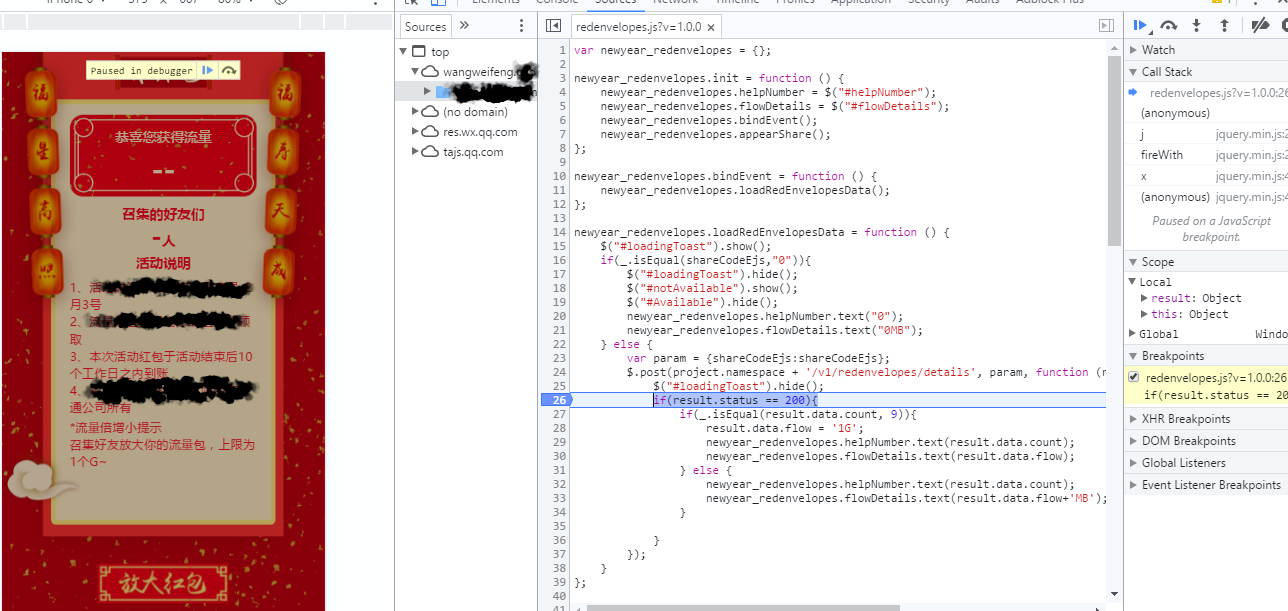 iPhone 6
Elements Console Sources Network Timeline Profiles Application Security Audits Adblock Plus
Paused in debugger
福
星
高
照
福
寿
天
成
恭喜您获得流量
--
召集的好友们
-人
活动说明
1、活
月3号
2、流
领
取
3、本次活动红包于活动结束后10
个工作日之内到账
4、
通公司所有
*流量倍增小提示
召集好友放大你的流量包，上限为
1个G~
放大红包
Sources
top
wangweifeng.
(no domain)
res.wx.qq.com
tajs.qq.com
redenvelopes.js?v=1.0.0 ×
1 var newyear_redenvelopes = {};
2
3 newyear_redenvelopes.init = function () {
4 newyear_redenvelopes.helpNumber = $("#helpNumber");
5 newyear_redenvelopes.flowDetails = $("#flowDetails");
6 newyear_redenvelopes.bindEvent();
7 newyear_redenvelopes.appearShare();
8 };
9
10 newyear_redenvelopes.bindEvent = function () {
11 newyear_redenvelopes.loadRedEnvelopesData();
12 };
13
14 newyear_redenvelopes.loadRedEnvelopesData = function () {
15 $("#loadingToast").show();
16 if(_.isEqual(shareCodeEjs,"0")){
17 $("#loadingToast").hide();
18 $("#notAvailable").show();
19 $("#Available").hide();
20 newyear_redenvelopes.helpNumber.text("0");
21 newyear_redenvelopes.flowDetails.text("0MB");
22 } else {
23 var param = {shareCodeEjs:shareCodeEjs};
24 $.post(project.namespace + '/v1/redenvelopes/details', param, function (r
25 $("#loadingToast").hide();
26 if(result.status == 200){
27 if(_.isEqual(result.data.count, 9)){
28 result.data.flow = '1G';
29 newyear_redenvelopes.helpNumber.text(result.data.count);
30 newyear_redenvelopes.flowDetails.text(result.data.flow);
31 } else {
32 newyear_redenvelopes.helpNumber.text(result.data.count);
33 newyear_redenvelopes.flowDetails.text(result.data.flow+'MB');
34 }
35
36 }
37 });
38 }
39 };
40
41
Watch
Call Stack
redenvelopes.js?v=1.0.0:26
(anonymous)
j jquery.min.js:2
fireWith jquery.min.js:2
x jquery.min.js:4
(anonymous) jquery.min.js:4
Paused on a JavaScript
breakpoint.
Scope
Local
result: Object
this: Object
Global Windo
Breakpoints
redenvelopes.js?v=1.0.0:26
if(result.status == 20
XHR Breakpoints
DOM Breakpoints
Global Listeners
Event Listener Breakpoints